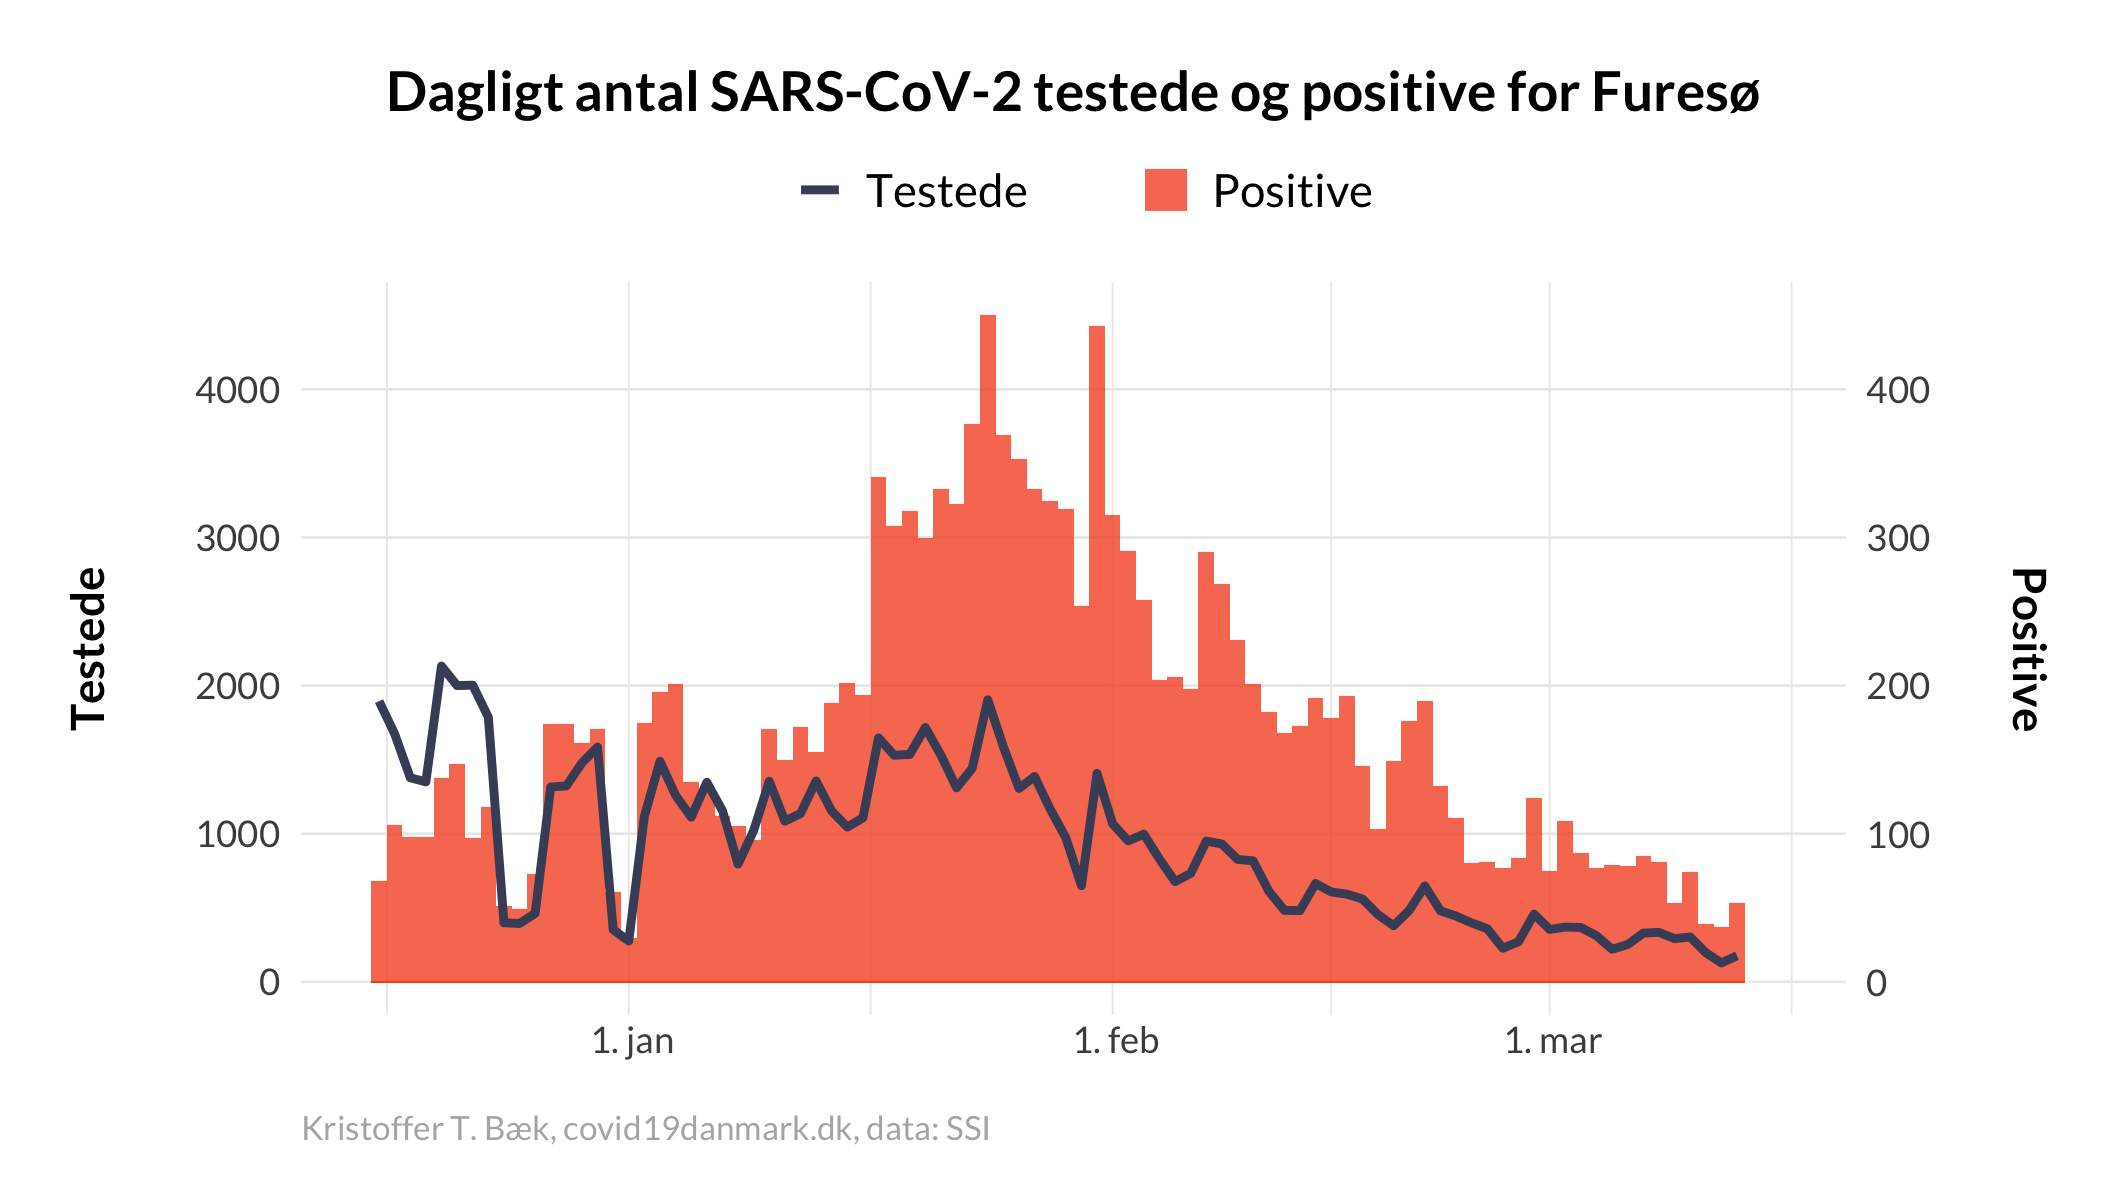 Dagligt antal SARS-CoV-2 testede og positive for Furesø
Testede
Positive
4000
3000
2000
1000
0
400
300
200
100
0
Testede
Positive
1. jan
1. feb
1. mar
Kristoffer T. Bæk, covid19danmark.dk, data: SSI